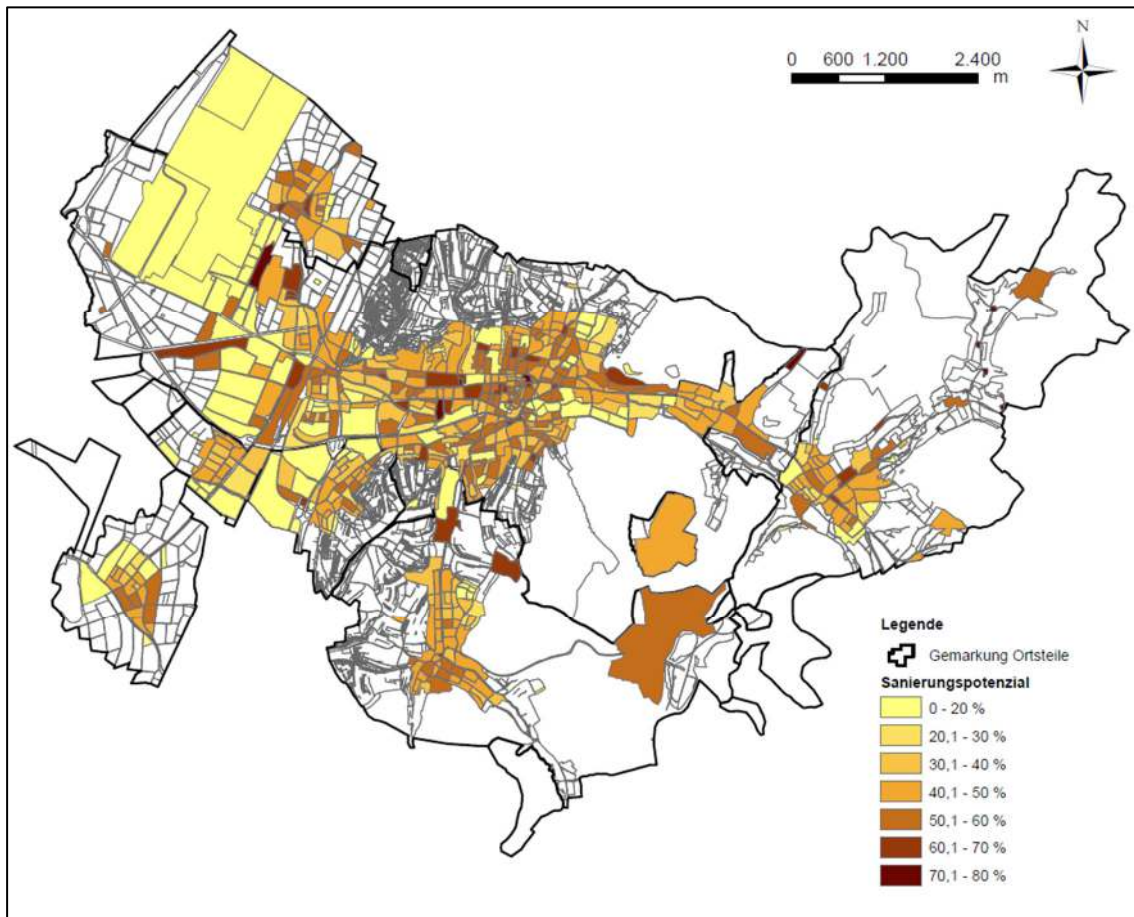 N
0 600 1.200 2.400
m
Legende
Gemarkung Ortsteile
Sanierungspotenzial
0 - 20 %
20,1 - 30 %
30,1 - 40 %
40,1 - 50 %
50,1 - 60 %
60,1 - 70 %
70,1 - 80 %